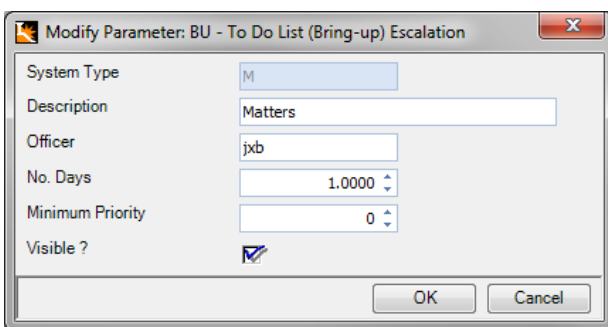 Modify Parameter: BU - To Do List (Bring-up) Escalation
System Type M
Description Matters
Officer jxb
No. Days 1.0000
Minimum Priority 0
Visible ?
OK Cancel